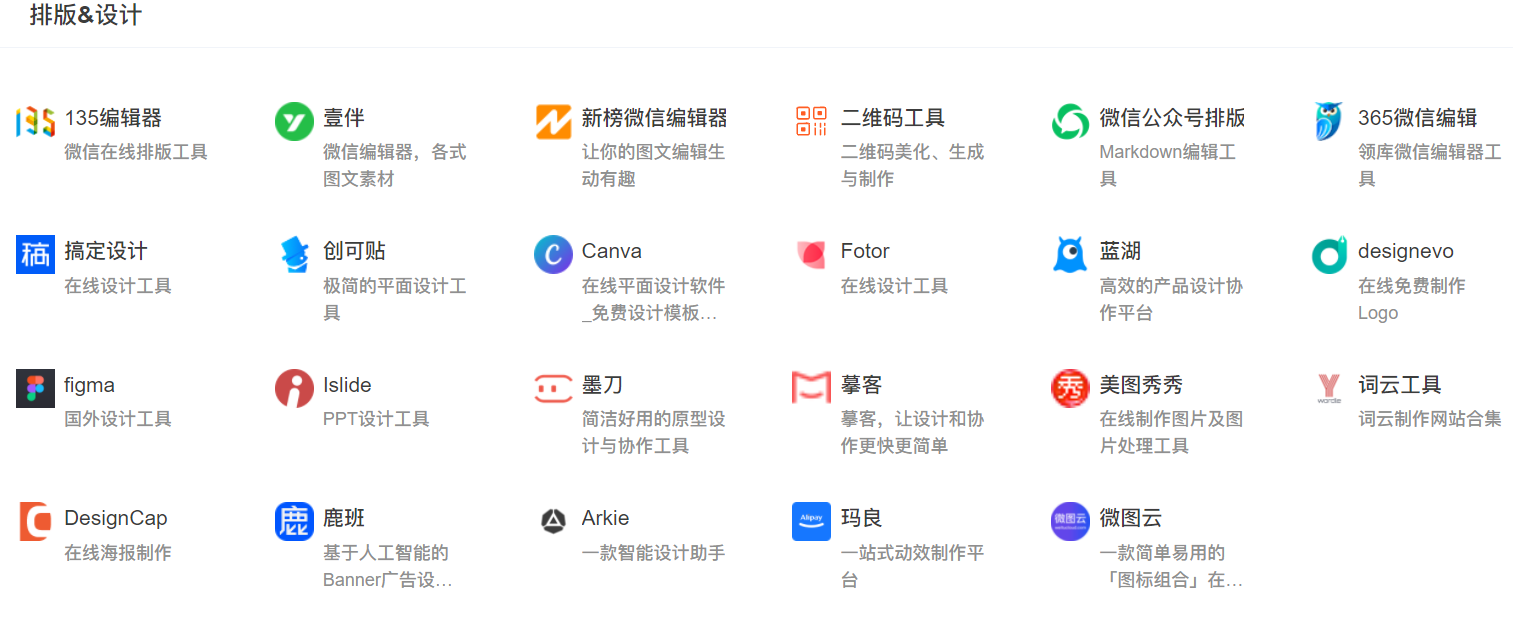 排版&设计
135编辑器
微信在线排版工具
壹伴
微信编辑器，各式
图文素材
新榜微信编辑器
让你的图文编辑生
动有趣
二维码工具
二维码美化、生成
与制作
微信公众号排版
Markdown编辑工
具
365微信编辑
领库微信编辑器工
具
稿
搞定设计
在线设计工具
创可贴
极简的平面设计工
具
Canva
在线平面设计软件
_免费设计模板…
Fotor
在线设计工具
蓝湖
高效的产品设计协
作平台
designevo
在线免费制作
Logo
figma
国外设计工具
Islide
PPT设计工具
墨刀
简洁好用的原型设
计与协作工具
摹客
摹客，让设计和协
作更快更简单
秀
美图秀秀
在线制作图片及图
片处理工具
wordle
词云工具
词云制作网站合集
DesignCap
在线海报制作
鹿
鹿班
基于人工智能的
Banner广告设…
Arkie
一款智能设计助手
Alipay
玛良
一站式动效制作平
台
微图云
微图云
一款简单易用的
「图标组合」在…